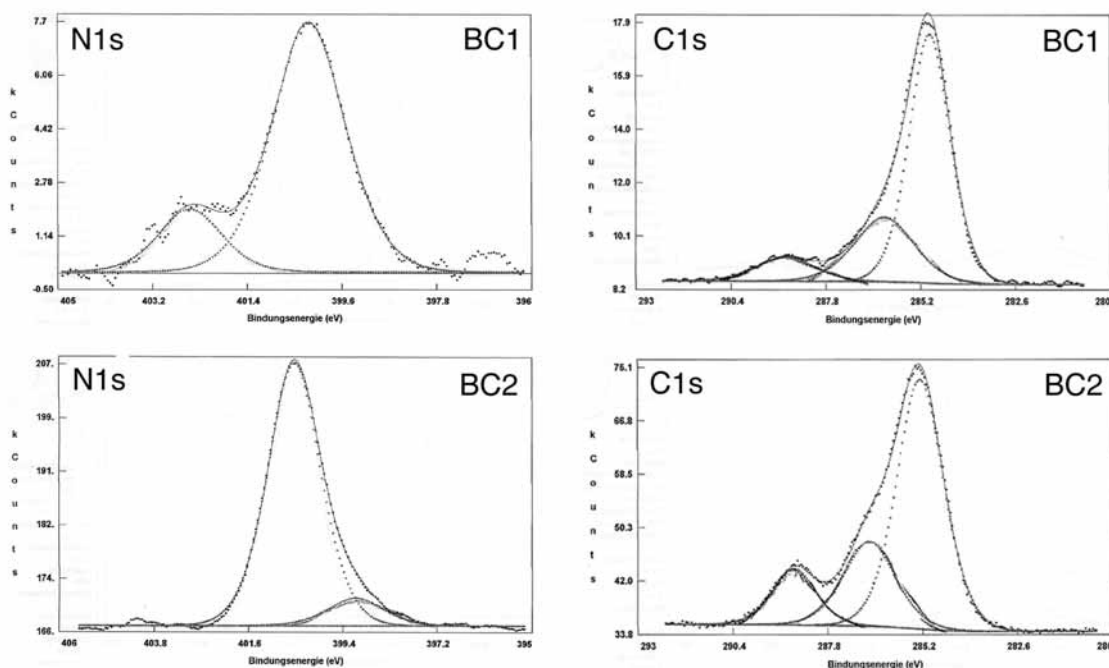 N1s BC1
7.7
6.06
4.42
2.78
1.14
-0.50
k C o u n t s
406 403.2 401.4 399.6 397.8 396
Bindungsenergie (eV)
C1s BC1
17.9
15.9
14.0
12.0
10.1
8.2
k C o u n t s
293 290.4 287.8 285.2 282.6 280
Bindungsenergie (eV)
N1s BC2
207.
199.
191.
182.
174.
166.
k C o u n t s
406 403.8 401.6 399.4 397.2 395
Bindungsenergie (eV)
C1s BC2
76.1
66.8
58.5
50.3
42.0
33.8
k C o u n t s
293 290.4 287.8 285.2 282.6
Bindungsenergie (eV)